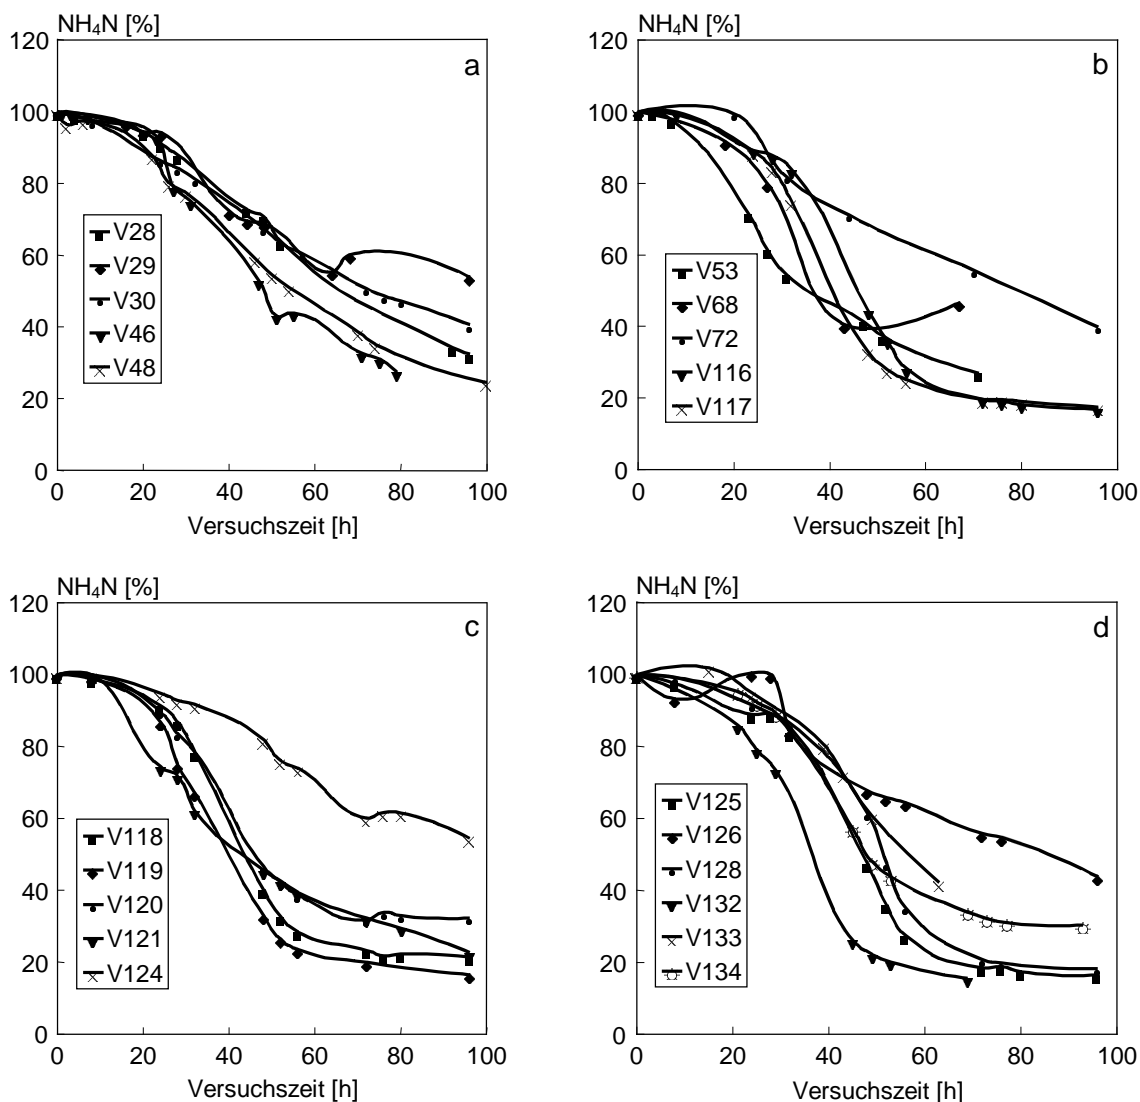 NH₄N [%]
120
100
80
60
40
20
0
a
V28
V29
V30
V46
V48
0 20 40 60 80 100
Versuchszeit [h]
NH₄N [%]
120
100
80
60
40
20
0
b
V53
V68
V72
V116
V117
0 20 40 60 80 100
Versuchszeit [h]
NH₄N [%]
120
100
80
60
40
20
0
c
V118
V119
V120
V121
V124
0 20 40 60 80 100
Versuchszeit [h]
NH₄N [%]
120
100
80
60
40
20
0
d
V125
V126
V128
V132
V133
V134
0 20 40 60 80 100
Versuchszeit [h]